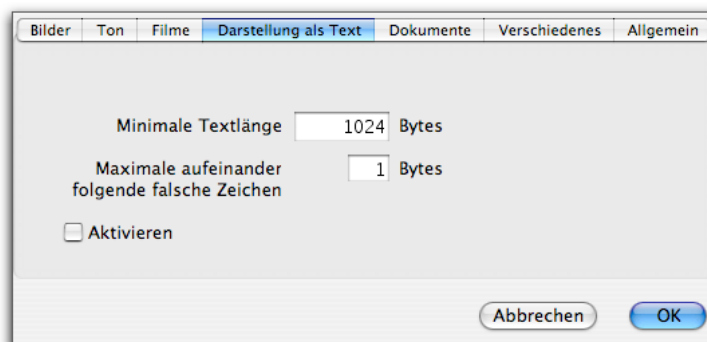 Bilder Ton Filme Darstellung als Text Dokumente Verschiedenes Allgemein
Minimale Textlänge 1024 Bytes
Maximale aufeinander 1 Bytes
folgende falsche Zeichen
Aktivieren
Abbrechen OK